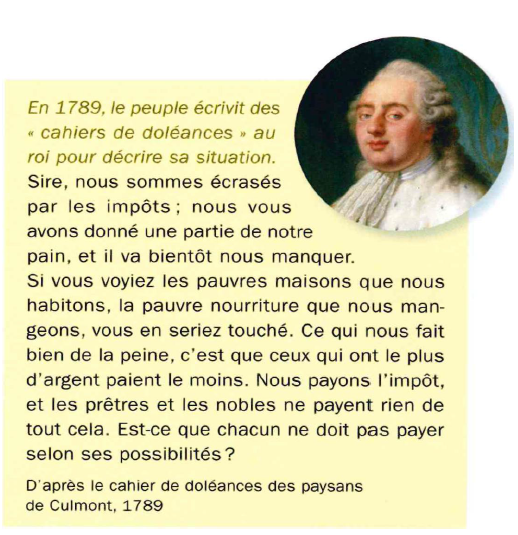 En 1789, le peuple écrivit des
« cahiers de doléances » au
roi pour décrire sa situation.
Sire, nous sommes écrasés
par les impôts ; nous vous
avons donné une partie de notre
pain, et il va bientôt nous manquer.
Si vous voyiez les pauvres maisons que nous
habitons, la pauvre nourriture que nous man-
geons, vous en seriez touché. Ce qui nous fait
bien de la peine, c'est que ceux qui ont le plus
d'argent paient le moins. Nous payons l'impôt,
et les prêtres et les nobles ne payent rien de
tout cela. Est-ce que chacun ne doit pas payer
selon ses possibilités ?
D'après le cahier de doléances des paysans
de Culmont, 1789